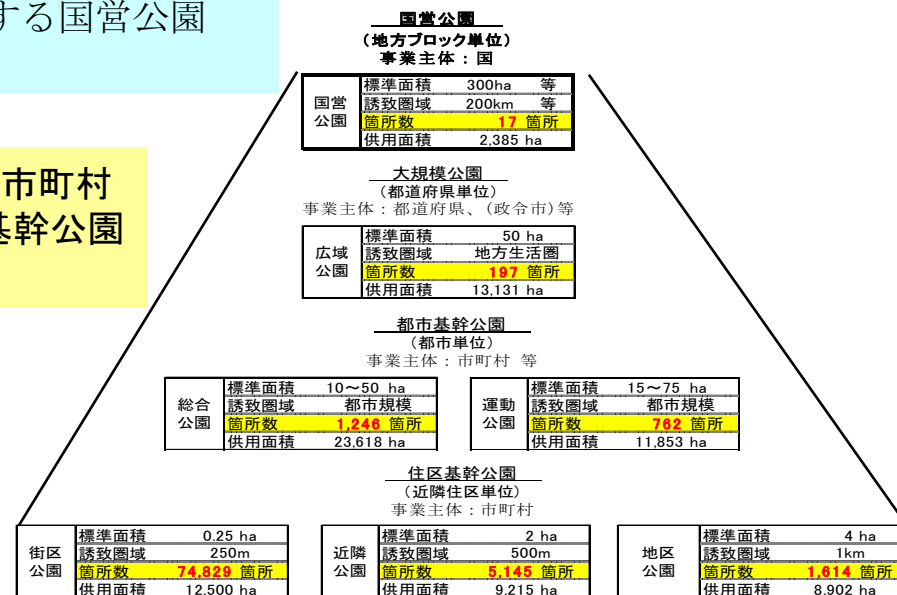 する国営公園
市町村
基幹公園
国営公園
(地方ブロック単位)
事業主体：国
国営公園
標準面積 300ha 等
誘致圏域 200km 等
箇所数 17 箇所
供用面積 2,385 ha
大規模公園
(都道府県単位)
事業主体：都道府県、(政令市)等
広域公園
標準面積 50 ha
誘致圏域 地方生活圏
箇所数 197 箇所
供用面積 13,131 ha
都市基幹公園
(都市単位)
事業主体：市町村 等
総合公園
標準面積 10～50 ha
誘致圏域 都市規模
箇所数 1,246 箇所
供用面積 23,618 ha
運動公園
標準面積 15～75 ha
誘致圏域 都市規模
箇所数 762 箇所
供用面積 11,853 ha
住区基幹公園
(近隣住区単位)
事業主体：市町村
街区公園
標準面積 0.25 ha
誘致圏域 250m
箇所数 74,829 箇所
供用面積 12,500 ha
近隣公園
標準面積 2 ha
誘致圏域 500m
箇所数 5,145 箇所
供用面積 9,215 ha
地区公園
標準面積 4 ha
誘致圏域 1km
箇所数 1,614 箇所
供用面積 8,902 ha